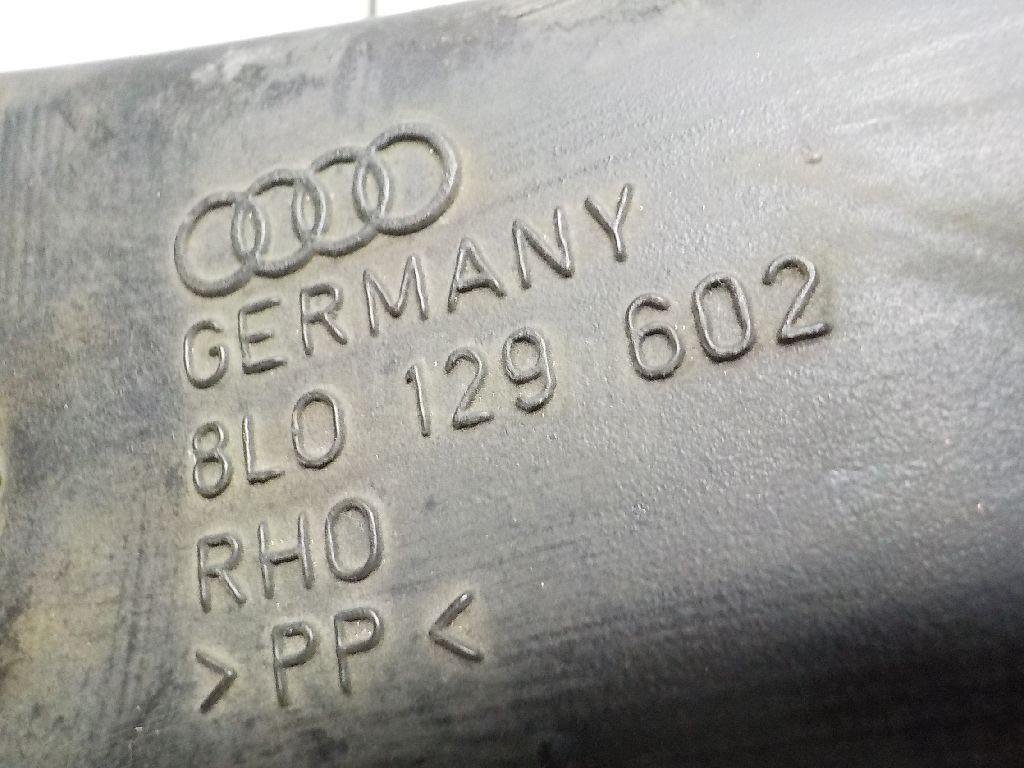 GERMANY
8L0 129 602
RHO
> PP <